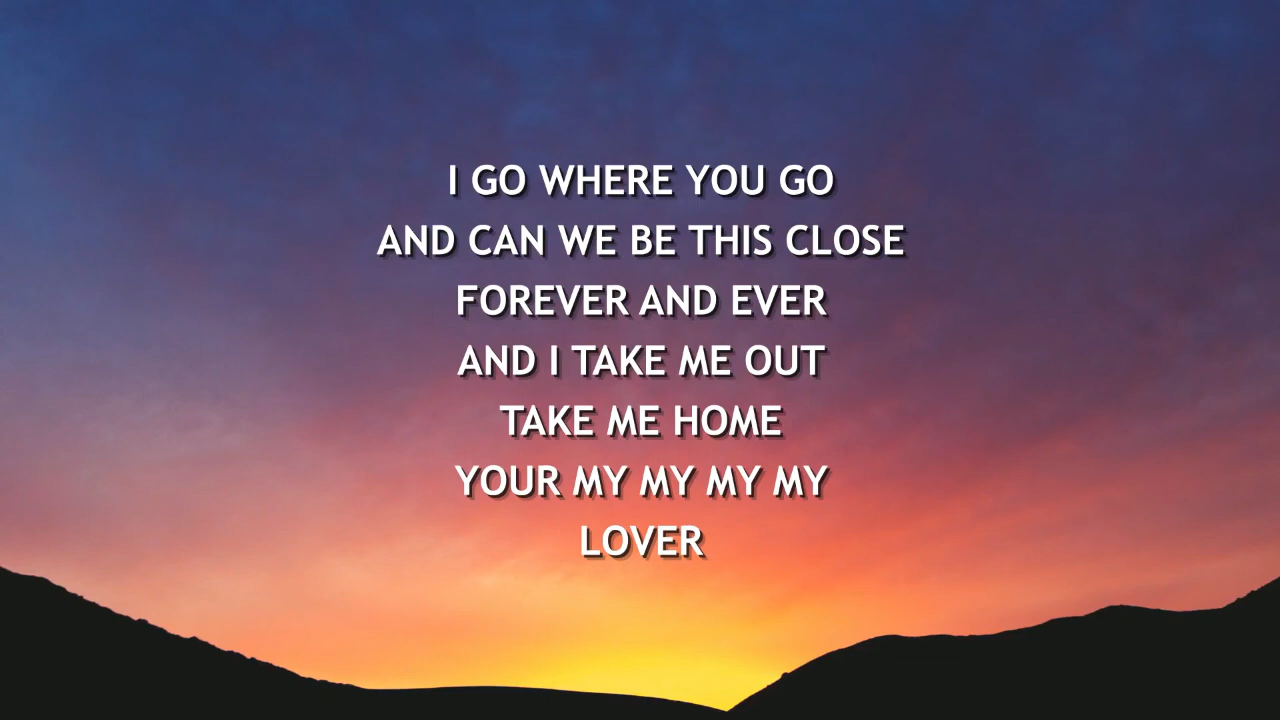 I GO WHERE YOU GO
AND CAN WE BE THIS CLOSE
FOREVER AND EVER
AND I TAKE ME OUT
TAKE ME HOME
YOUR MY MY MY MY
LOVER